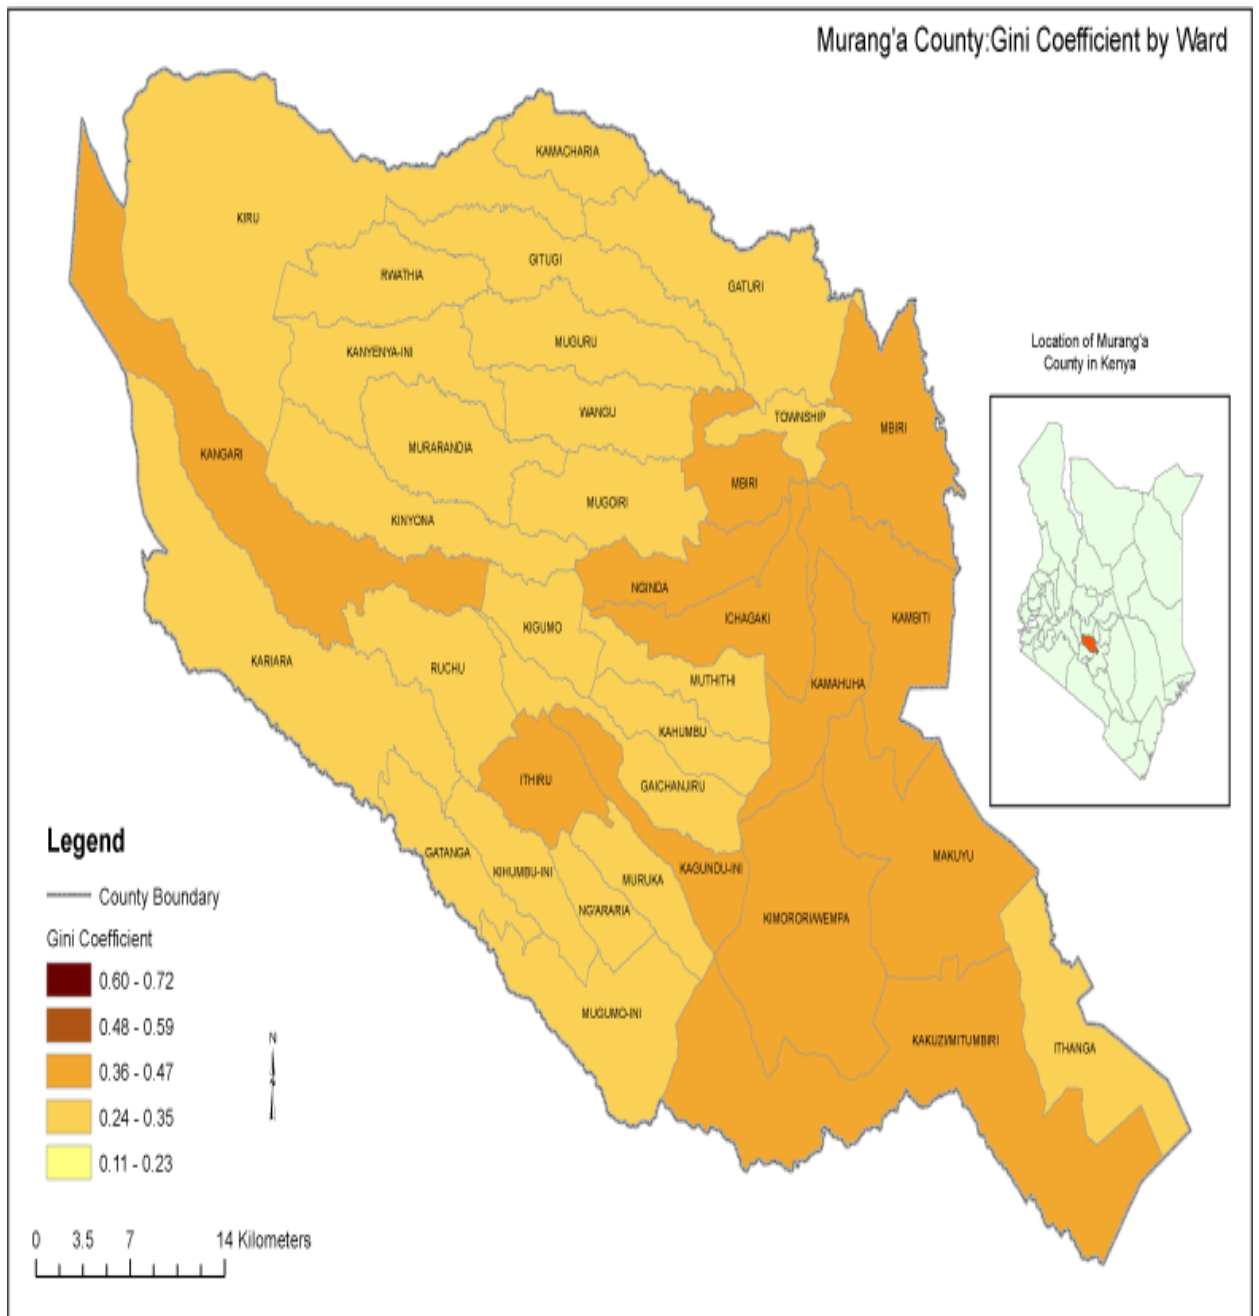 Murang'a County:Gini Coefficient by Ward
KAMACHARIA
KIRU
GITUGI
RWATHIA
GATURI
MUGURU
KANYENYA-INI
Location of Murang'a
County in Kenya
WANGU
TOWNSHIP
MBIRI
MURARANDIA
KANGARI
MBIRI
MUGOIRI
KINYONA
NGINDA
ICHAGAKI
KAMBITI
KIGUMO
KARIARA
RUCHU
MUTHITHI
KAMAHUHA
KAHUMBU
ITHIRU
GAICHANJIRU
GATANGA
KIHUMBU-INI
MURUKA
KAGUNDU-INI
MAKUYU
NG'ARARIA
KIMORORI/WEMPA
MUGUMO-INI
KAKUZI/MITUMBIRI
ITHANGA
Legend
County Boundary
Gini Coefficient
0.60 - 0.72
0.48 - 0.59
0.36 - 0.47
0.24 - 0.35
0.11 - 0.23
N
0 3.5 7 14 Kilometers